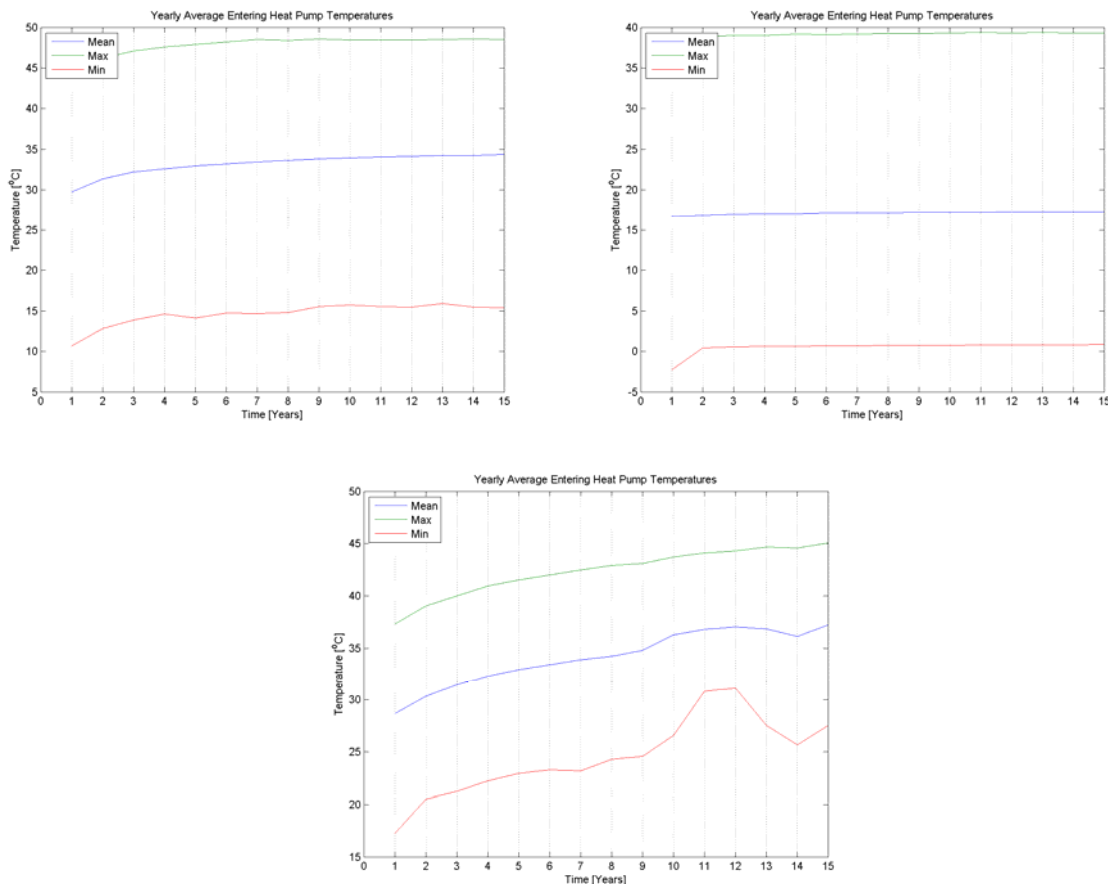 Yearly Average Entering Heat Pump Temperatures
50
45
40
35
30
25
20
15
10
5
Temperature [°C]
Mean
Max
Min
0 1 2 3 4 5 6 7 8 9 10 11 12 13 14 15
Time [Years]
Yearly Average Entering Heat Pump Temperatures
40
35
30
25
20
15
10
5
0
-5
Temperature [°C]
Mean
Max
Min
0 1 2 3 4 5 6 7 8 9 10 11 12 13 14 15
Time [Years]
Yearly Average Entering Heat Pump Temperatures
50
45
40
35
30
25
20
15
Temperature [°C]
Mean
Max
Min
0 1 2 3 4 5 6 7 8 9 10 11 12 13 14 15
Time [Years]